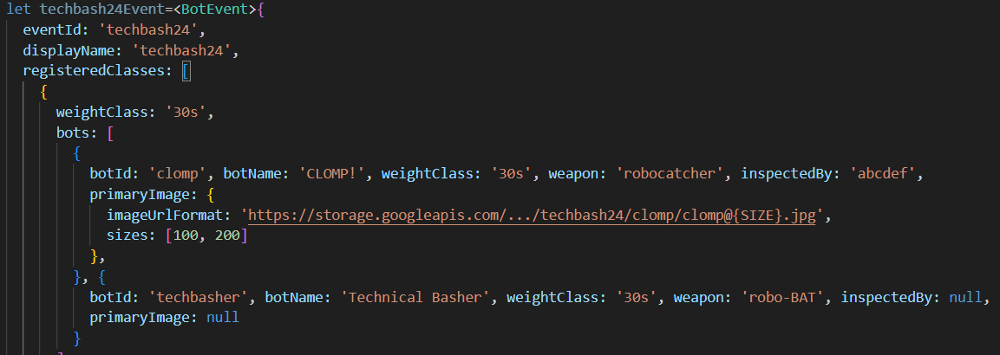 let techbash24Event=<BotEvent>{
eventId: 'techbash24',
displayName: 'techbash24',
registeredClasses: [
{
weightClass: '30s',
bots: [
{
botId: 'clomp', botName: 'CLOMP!', weightClass: '30s', weapon: 'robocatcher', inspectedBy: 'abcdef',
primaryImage: {
imageUrlFormat: 'https://storage.googleapis.com/.../techbash24/clomp/clomp@{SIZE}.jpg',
sizes: [100, 200]
},
}, {
botId: 'techbasher', botName: 'Technical Basher', weightClass: '30s', weapon: 'robo-BAT', inspectedBy: null,
primaryImage: null
}
]